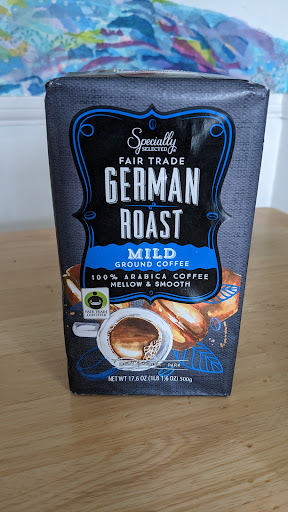 Specially
SELECTED
FAIR TRADE
GERMAN
ROAST
MILD
GROUND COFFEE
100% ARABICA COFFEE
MELLOW & SMOOTH
FAIR TRADE
CERTIFIED
PARK
NET WT 17.6 OZ (1LB 1.6 OZ) 500g